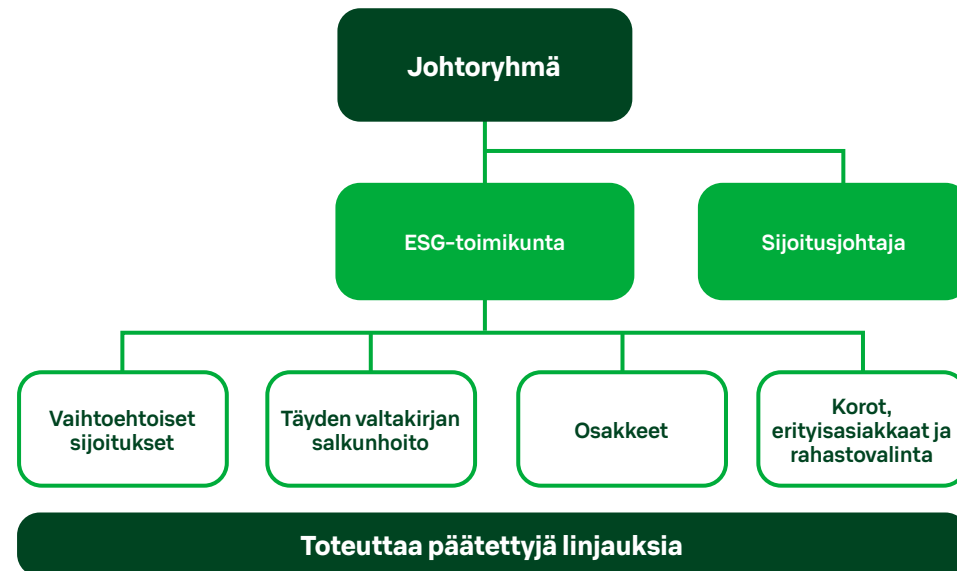 Johtoryhmä
ESG-toimikunta
Sijoitusjohtaja
Vaihtoehtoiset
sijoitukset
Täyden valtakirjan
salkunhoito
Osakkeet
Korot,
erityisasiakkaat ja
rahastovalinta
Toteuttaa päätettyjä linjauksia